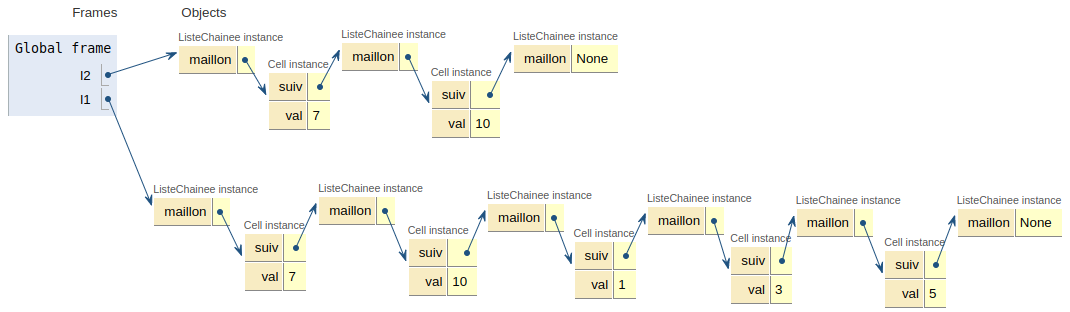 Frames Objects
Global frame
l2
l1
ListeChainee instance
maillon
Cell instance
suiv
val 7
ListeChainee instance
maillon
Cell instance
suiv
val 10
ListeChainee instance
maillon None
ListeChainee instance
maillon
Cell instance
suiv
val 7
ListeChainee instance
maillon
Cell instance
suiv
val 10
ListeChainee instance
maillon
Cell instance
suiv
val 1
ListeChainee instance
maillon
Cell instance
suiv
val 3
ListeChainee instance
maillon
Cell instance
suiv
val 5
ListeChainee instance
maillon None